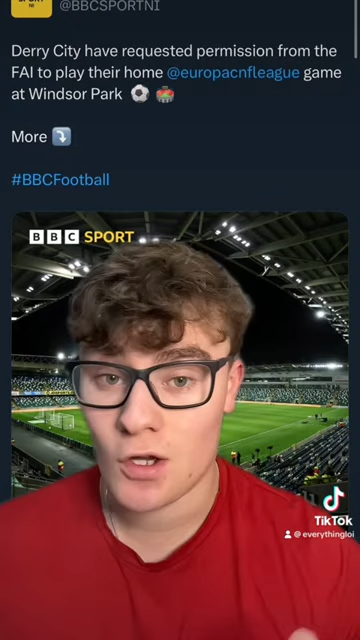 @BBCSPORTNI
Derry City have requested permission from the
FAI to play their home @europacnfleague game
at Windsor Park ⚽ 🏟️
More ⤵️
#BBCFootball
BBC SPORT
TikTok
@everythingloi